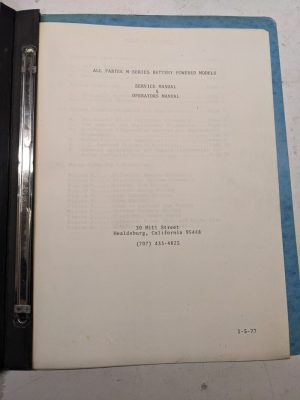 ALL FABTEK M-SERIES BATTERY POWERED MODELS
SERVICE MANUAL
&
OPERATORS MANUAL
30 Mill Street
Healdsburg, California 95448
(707) 433-4825
1-5-77